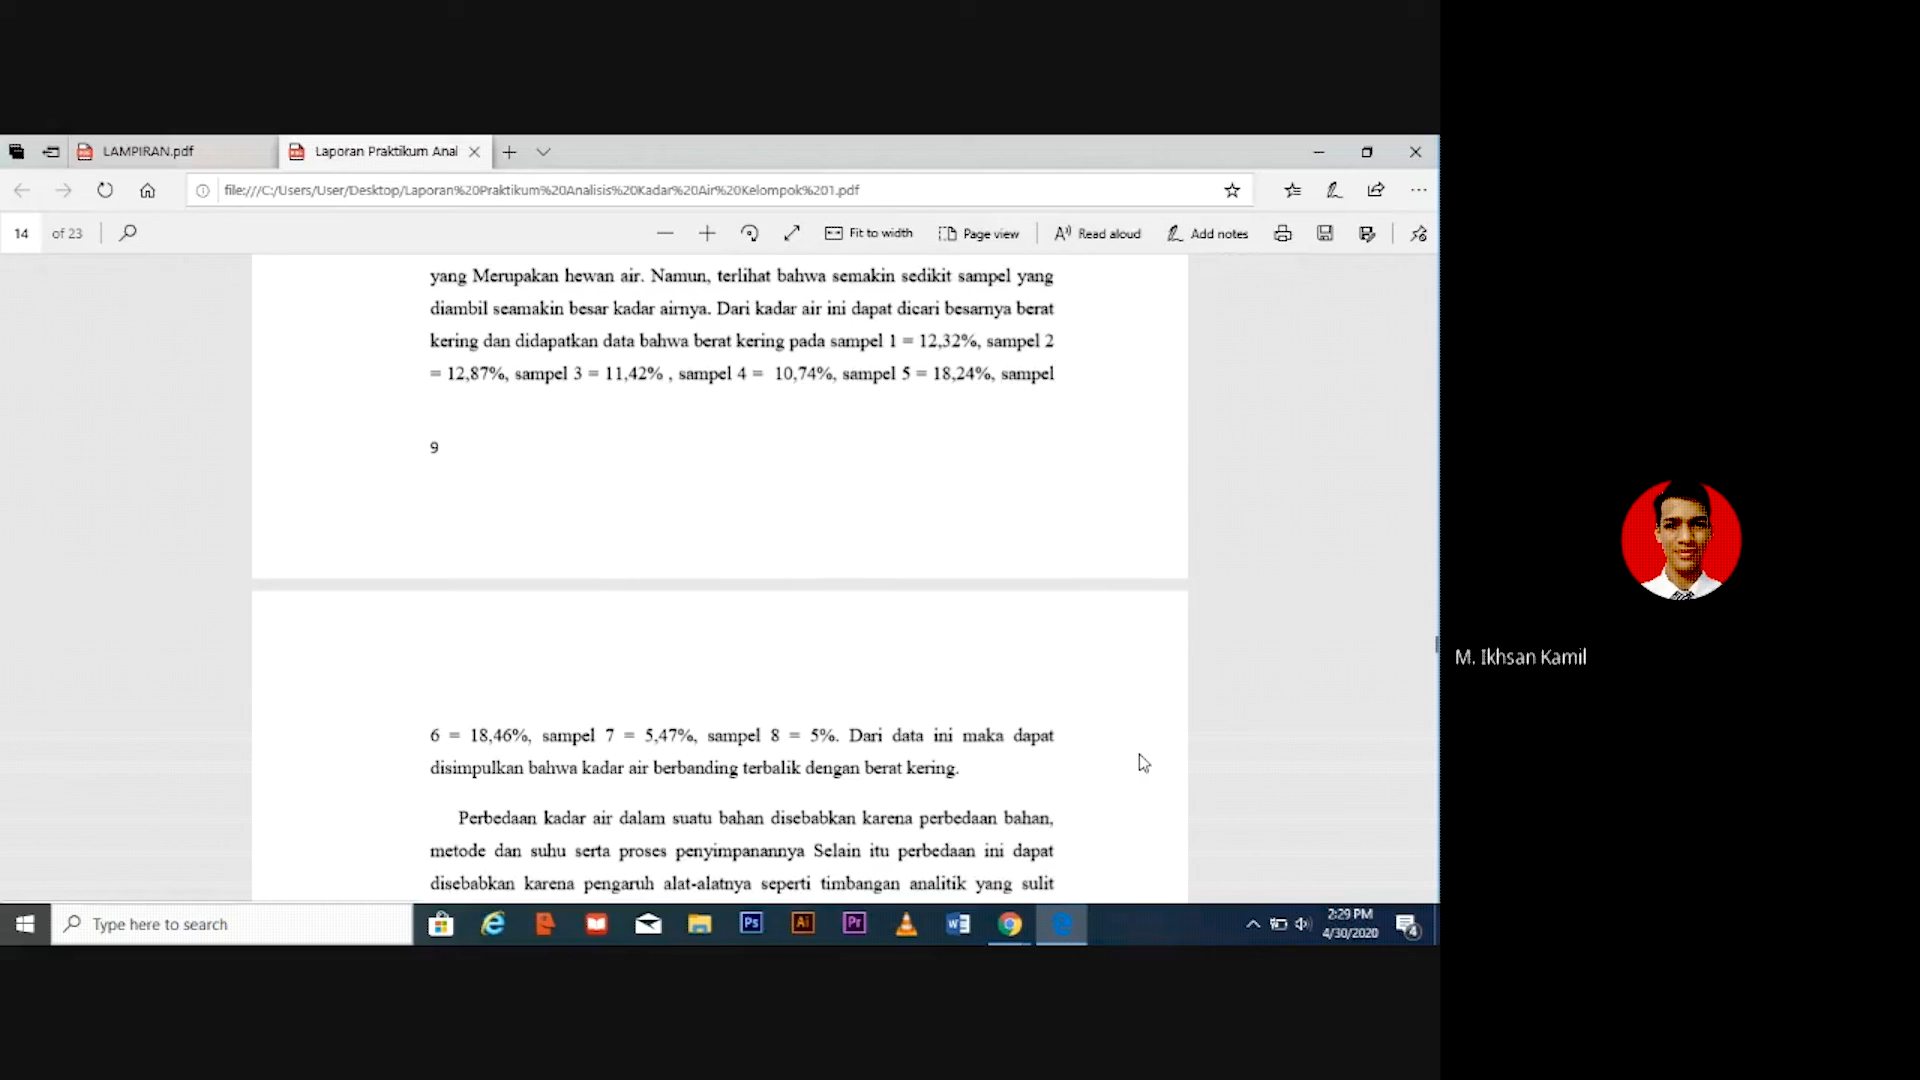 LAMPIRAN.pdf
Laporan Praktikum Anal
file:///C:/Users/User/Desktop/Laporan%20Praktikum%20Analisis%20Kadar%20Air%20Kelompok%201.pdf
14 of 23
Fit to width
Page view
Read aloud
Add notes
yang Merupakan hewan air. Namun, terlihat bahwa semakin sedikit sampel yang
diambil seamakin besar kadar airnya. Dari kadar air ini dapat dicari besarnya berat
kering dan didapatkan data bahwa berat kering pada sampel 1 = 12,32%, sampel 2
= 12,87%, sampel 3 = 11,42% , sampel 4 = 10,74%, sampel 5 = 18,24%, sampel
9
6 = 18,46%, sampel 7 = 5,47%, sampel 8 = 5%. Dari data ini maka dapat
disimpulkan bahwa kadar air berbanding terbalik dengan berat kering.
Perbedaan kadar air dalam suatu bahan disebabkan karena perbedaan bahan,
metode dan suhu serta proses penyimpanannya Selain itu perbedaan ini dapat
disebabkan karena pengaruh alat-alatnya seperti timbangan analitik yang sulit
M. Ikhsan Kamil
Type here to search
Ps
Ai
Pr
2:29 PM
4/30/2020
4